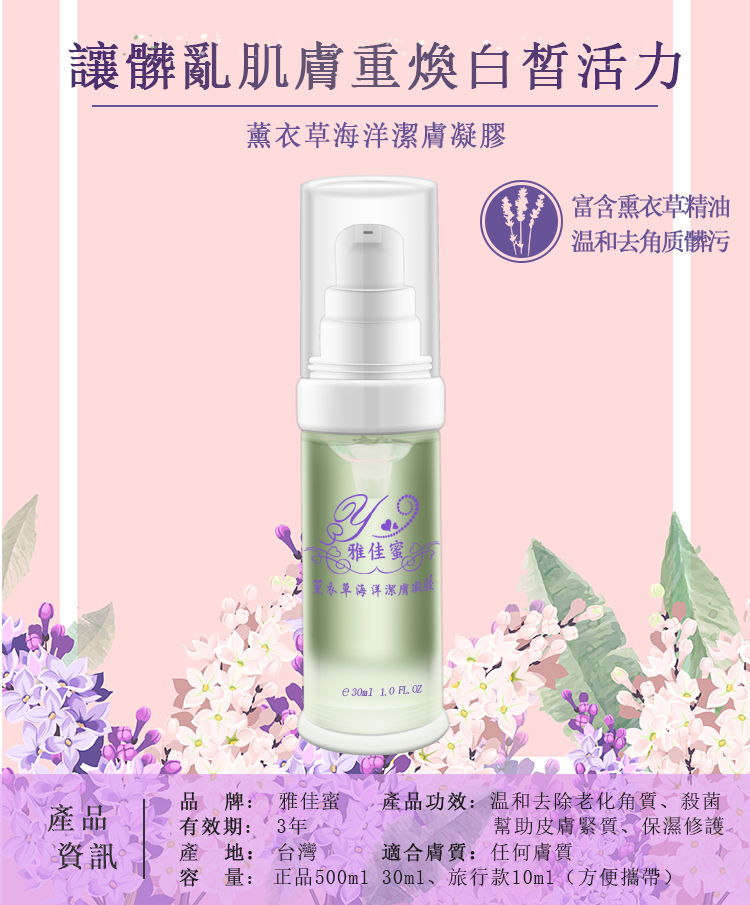 讓髒亂肌膚重煥白皙活力
薰衣草海洋潔膚凝膠
富含熏衣草精油
温和去角质髒污
雅佳蜜
薰衣草海洋潔膚凝膠
℮30ml 1.0 FL.OZ
產品
資訊
品 牌： 雅佳蜜
有效期： 3年
產 地： 台灣
容 量： 正品500ml 30ml、旅行款10ml（方便攜帶）
產品功效：温和去除老化角質、殺菌
幫助皮膚緊質、保濕修護
適合膚質：任何膚質